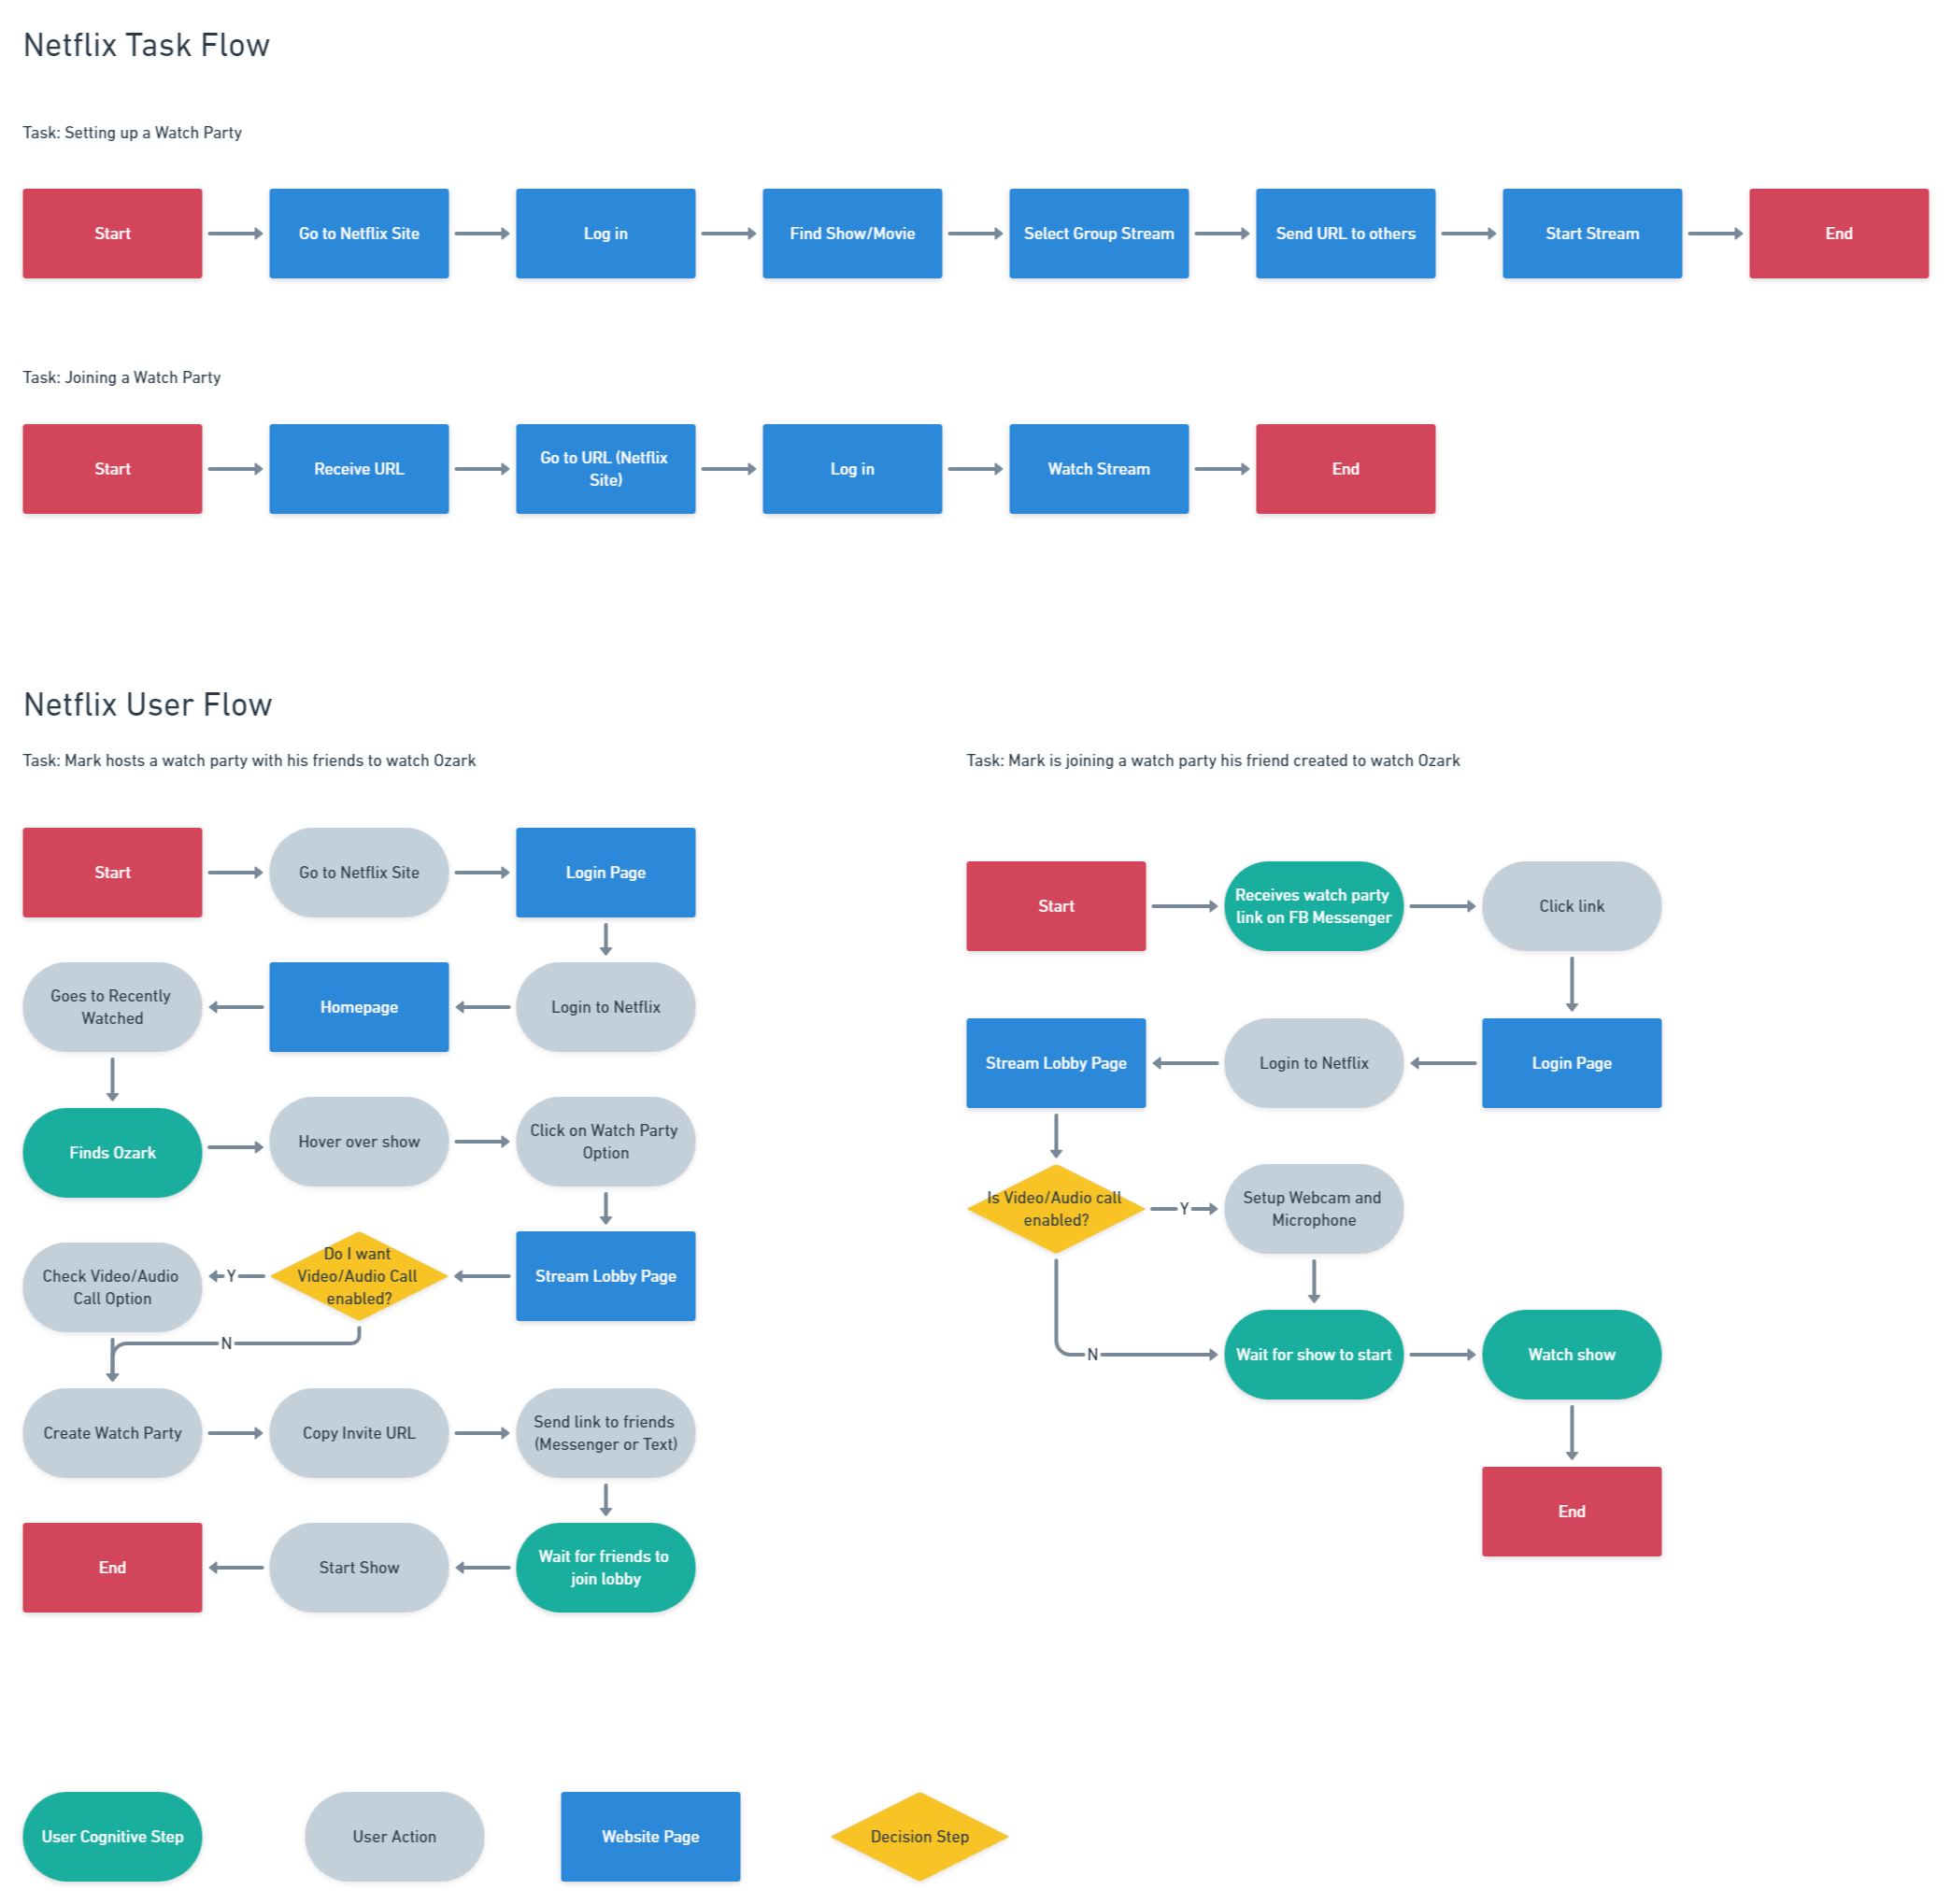 Netflix Task Flow
Task: Setting up a Watch Party
Start
Go to Netflix Site
Log in
Find Show/Movie
Select Group Stream
Send URL to others
Start Stream
End
Task: Joining a Watch Party
Start
Receive URL
Go to URL (Netflix
Site)
Log in
Watch Stream
End
Netflix User Flow
Task: Mark hosts a watch party with his friends to watch Ozark
Start
Go to Netflix Site
Login Page
Login to Netflix
Homepage
Goes to Recently
Watched
Finds Ozark
Hover over show
Click on Watch Party
Option
Stream Lobby Page
Do I want
Video/Audio Call
enabled?
Y
Check Video/Audio
Call Option
N
Create Watch Party
Copy Invite URL
Send link to friends
(Messenger or Text)
Wait for friends to
join lobby
Start Show
End
Task: Mark is joining a watch party his friend created to watch Ozark
Start
Receives watch party
link on FB Messenger
Click link
Login Page
Login to Netflix
Stream Lobby Page
Is Video/Audio call
enabled?
Y
Setup Webcam and
Microphone
N
Wait for show to start
Watch show
End
User Cognitive Step
User Action
Website Page
Decision Step